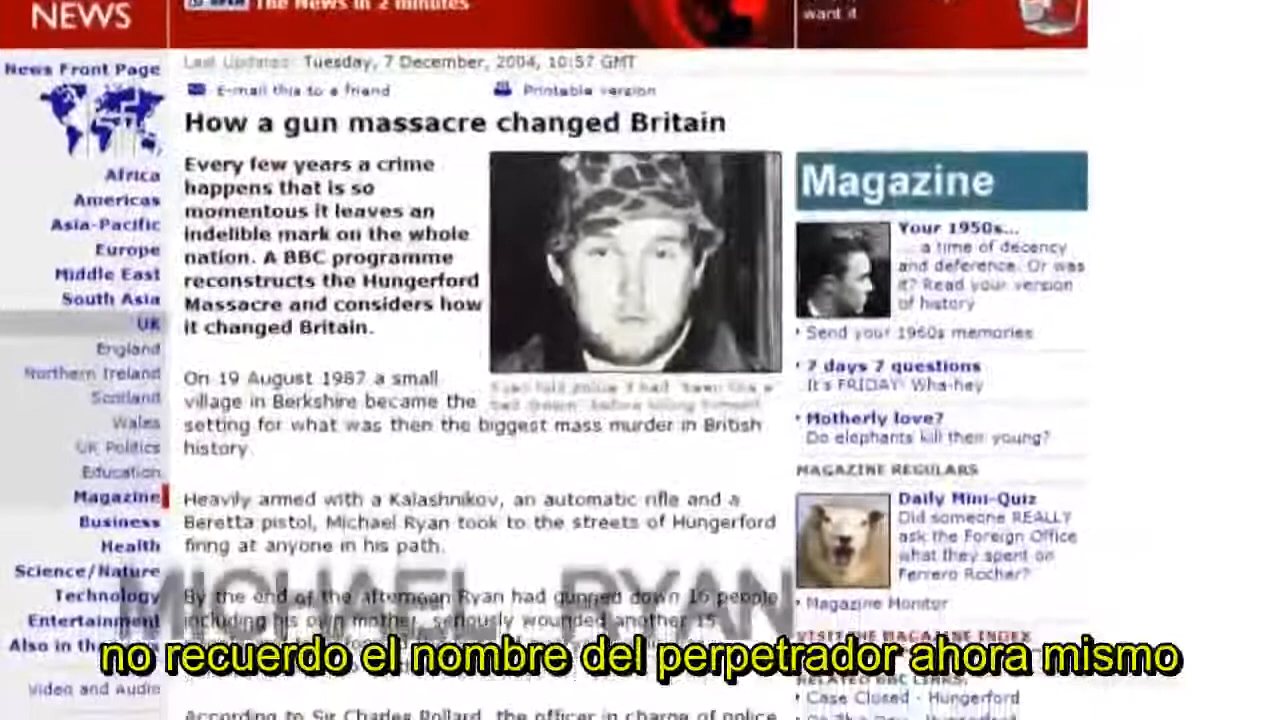 NEWS
The News in 2 minutes
want it
Last Updated: Tuesday, 7 December, 2004, 10:57 GMT
E-mail this to a friend
Printable version
How a gun massacre changed Britain
Every few years a crime
happens that is so
momentous it leaves an
indelible mark on the whole
nation. A BBC programme
reconstructs the Hungerford
Massacre and considers how
it changed Britain.
On 19 August 1987 a small
village in Berkshire became the
setting for what was then the biggest mass murder in British
history.
Heavily armed with a Kalashnikov, an automatic rifle and a
Beretta pistol, Michael Ryan took to the streets of Hungerford
firing at anyone in his path.
By the end of the afternoon Ryan had gunned down 16 people
including his own mother, seriously wounded another 15
According to Sir Charles Pollard, the officer in charge of police
News Front Page
Africa
Americas
Asia-Pacific
Europe
Middle East
South Asia
UK
England
Northern Ireland
Scotland
Wales
UK Politics
Education
Magazine
Business
Health
Science/Nature
Technology
Entertainment
Also in the
Video and Audio
Magazine
Your 1950s...
... a time of decency
and deference. Or was
it? Read your version
of history
Send your 1960s memories
7 days 7 questions
It's FRIDAY! Wha-hey
Motherly love?
Do elephants kill their young?
MAGAZINE REGULARS
Daily Mini-Quiz
Did someone REALLY
ask the Foreign Office
what they spent on
Ferrero Rocher?
Magazine Monitor
VISIT THE MAGAZINE INDEX
RELATED BBC LINKS:
Case Closed - Hungerford
MICHAEL RYAN
no recuerdo el nombre del perpetrador ahora mismo